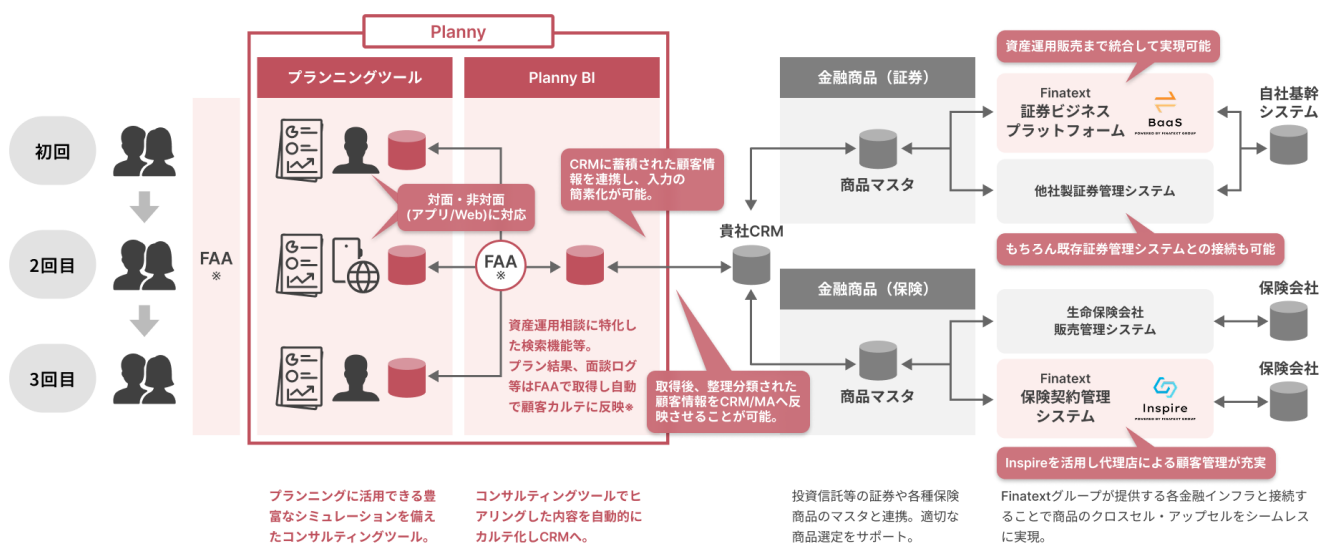 Planny
プランニングツール
Planny BI
初回
2回目
3回目
FAA
※
対面・非対面
(アプリ/Web)に対応
FAA
※
CRMに蓄積された顧客情
報を連携し、入力の
簡素化が可能。
資産運用相談に特化し
た検索機能等。
プラン結果、面談ログ
等はFAAで取得し自動
で顧客カルテに反映※
取得後、整理分類された
顧客情報をCRM/MAへ反
映させることが可能。
貴社CRM
金融商品（証券）
商品マスタ
金融商品（保険）
商品マスタ
資産運用販売まで統合して実現可能
Finatext
証券ビジネス
プラットフォーム
BaaS
POWERED BY FINATEXT GROUP
他社製証券管理システム
もちろん既存証券管理システムとの接続も可能
自社基幹
システム
生命保険会社
販売管理システム
保険会社
Finatext
保険契約管理
システム
Inspire
POWERED BY FINATEXT GROUP
保険会社
Inspireを活用し代理店による顧客管理が充実
プランニングに活用できる豊
富なシミュレーションを備え
たコンサルティングツール。
コンサルティングツールでヒ
アリングした内容を自動的に
カルテ化しCRMへ。
投資信託等の証券や各種保険
商品のマスタと連携。適切な
商品選定をサポート。
Finatextグループが提供する各金融インフラと接続す
ることで商品のクロスセル・アップセルをシームレス
に実現。